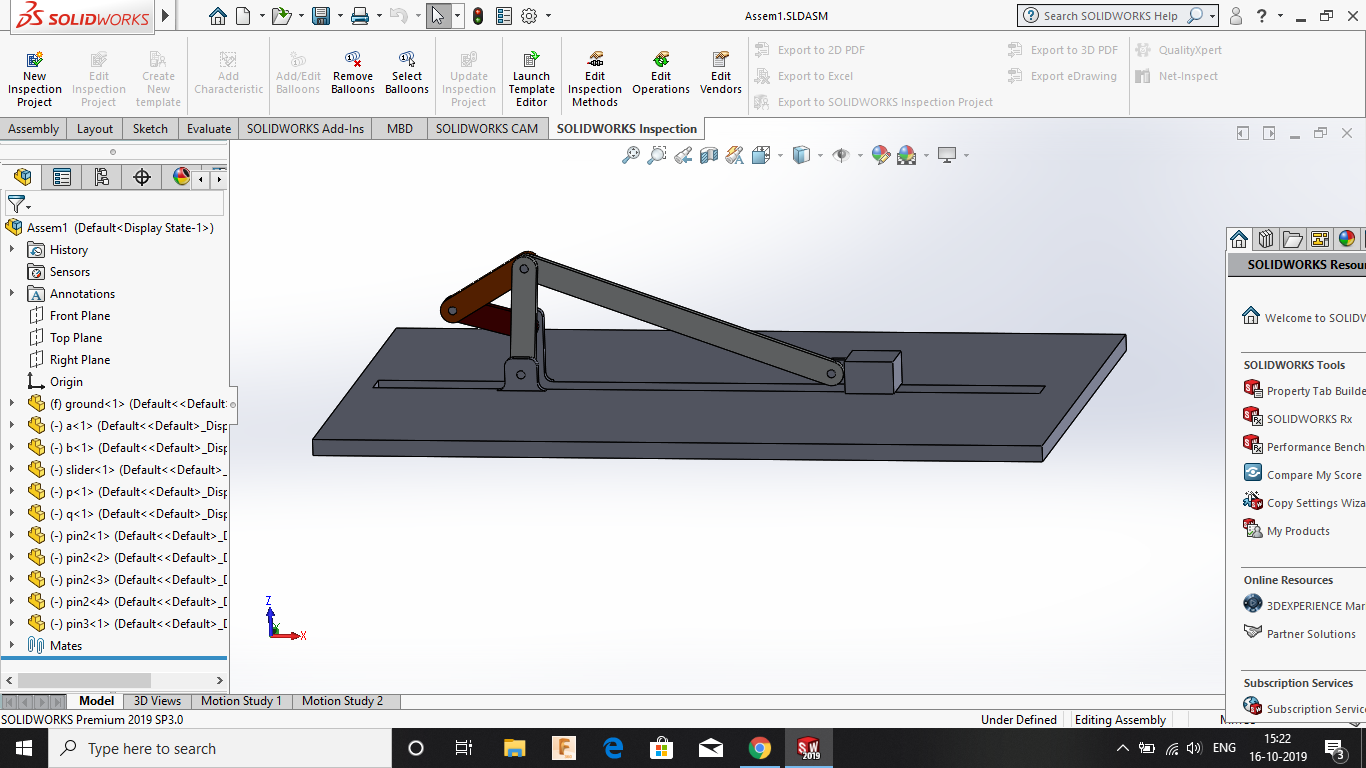 SOLIDWORKS
Assem1.SLDASM
Search SOLIDWORKS Help
?
New Inspection Project
Edit Inspection Project
Create New template
Add Characteristic
Add/Edit Balloons
Remove Balloons
Select Balloons
Update Inspection Project
Launch Template Editor
Edit Inspection Methods
Edit Operations
Edit Vendors
Export to 2D PDF
Export to Excel
Export to SOLIDWORKS Inspection Project
Export to 3D PDF
Export eDrawing
QualityXpert
Net-Inspect
Assembly
Layout
Sketch
Evaluate
SOLIDWORKS Add-Ins
MBD
SOLIDWORKS CAM
SOLIDWORKS Inspection
Assem1 (Default<Display State-1>)
History
Sensors
A Annotations
Front Plane
Top Plane
Right Plane
Origin
(f) ground<1> (Default<<Default
(-) a<1> (Default<<Default>_Disp
(-) b<1> (Default<<Default>_Disp
(-) slider<1> (Default<<Default>_
(-) p<1> (Default<<Default>_Disp
(-) q<1> (Default<<Default>_Disp
(-) pin2<1> (Default<<Default>_D
(-) pin2<2> (Default<<Default>_D
(-) pin2<3> (Default<<Default>_D
(-) pin2<4> (Default<<Default>_D
(-) pin3<1> (Default<<Default>_D
Mates
Z
X
SOLIDWORKS Resou
Welcome to SOLIDW
SOLIDWORKS Tools
Property Tab Builde
SOLIDWORKS Rx
Performance Bench
Compare My Score
Copy Settings Wiza
My Products
Online Resources
3DEXPERIENCE Mar
Partner Solutions
Subscription Services
Subscription Service
Model
3D Views
Motion Study 1
Motion Study 2
SOLIDWORKS Premium 2019 SP3.0
Under Defined
Editing Assembly
Type here to search
SW 2019
ENG
15:22
16-10-2019
3